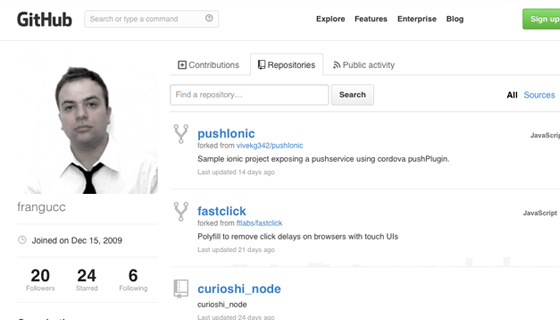 GitHub
Search or type a command
Explore Features Enterprise Blog
Sign up
Contributions Repositories Public activity
Find a repository… Search All Sources
pushIonic
forked from vivekg342/pushIonic
Sample ionic project exposing a pushservice using cordova pushPlugin.
Last updated 14 days ago
fastclick JavaScript
forked from ftlabs/fastclick
Polyfill to remove click delays on browsers with touch UIs
Last updated 21 days ago
curioshi_node
curioshi_node
Last updated 24 days ago
frangucc
Joined on Dec 15, 2009
20 24 6
Followers Starred Following